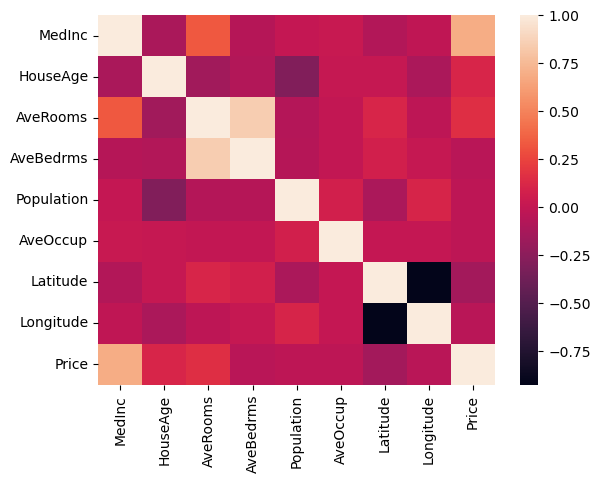 MedInc
HouseAge
AveRooms
AveBedrms
Population
AveOccup
Latitude
Longitude
Price
MedInc
HouseAge
AveRooms
AveBedrms
Population
AveOccup
Latitude
Longitude
Price
1.00
0.75
0.50
0.25
0.00
−0.25
−0.50
−0.75